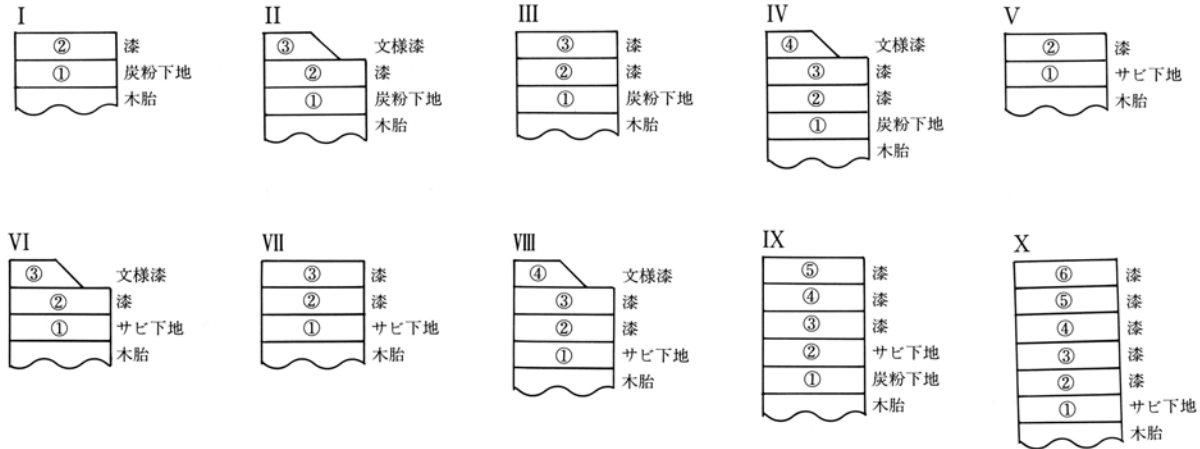 I
② 漆
① 炭粉下地
木胎
II
③ 文様漆
② 漆
① 炭粉下地
木胎
III
③ 漆
② 漆
① 炭粉下地
木胎
IV
④ 文様漆
③ 漆
② 漆
① 炭粉下地
木胎
V
② 漆
① サビ下地
木胎
VI
③ 文様漆
② 漆
① サビ下地
木胎
VII
③ 漆
② 漆
① サビ下地
木胎
VIII
④ 文様漆
③ 漆
② 漆
① サビ下地
木胎
IX
⑤ 漆
④ 漆
③ 漆
② サビ下地
① 炭粉下地
木胎
X
⑥ 漆
⑤ 漆
④ 漆
③ 漆
② 漆
① サビ下地
木胎